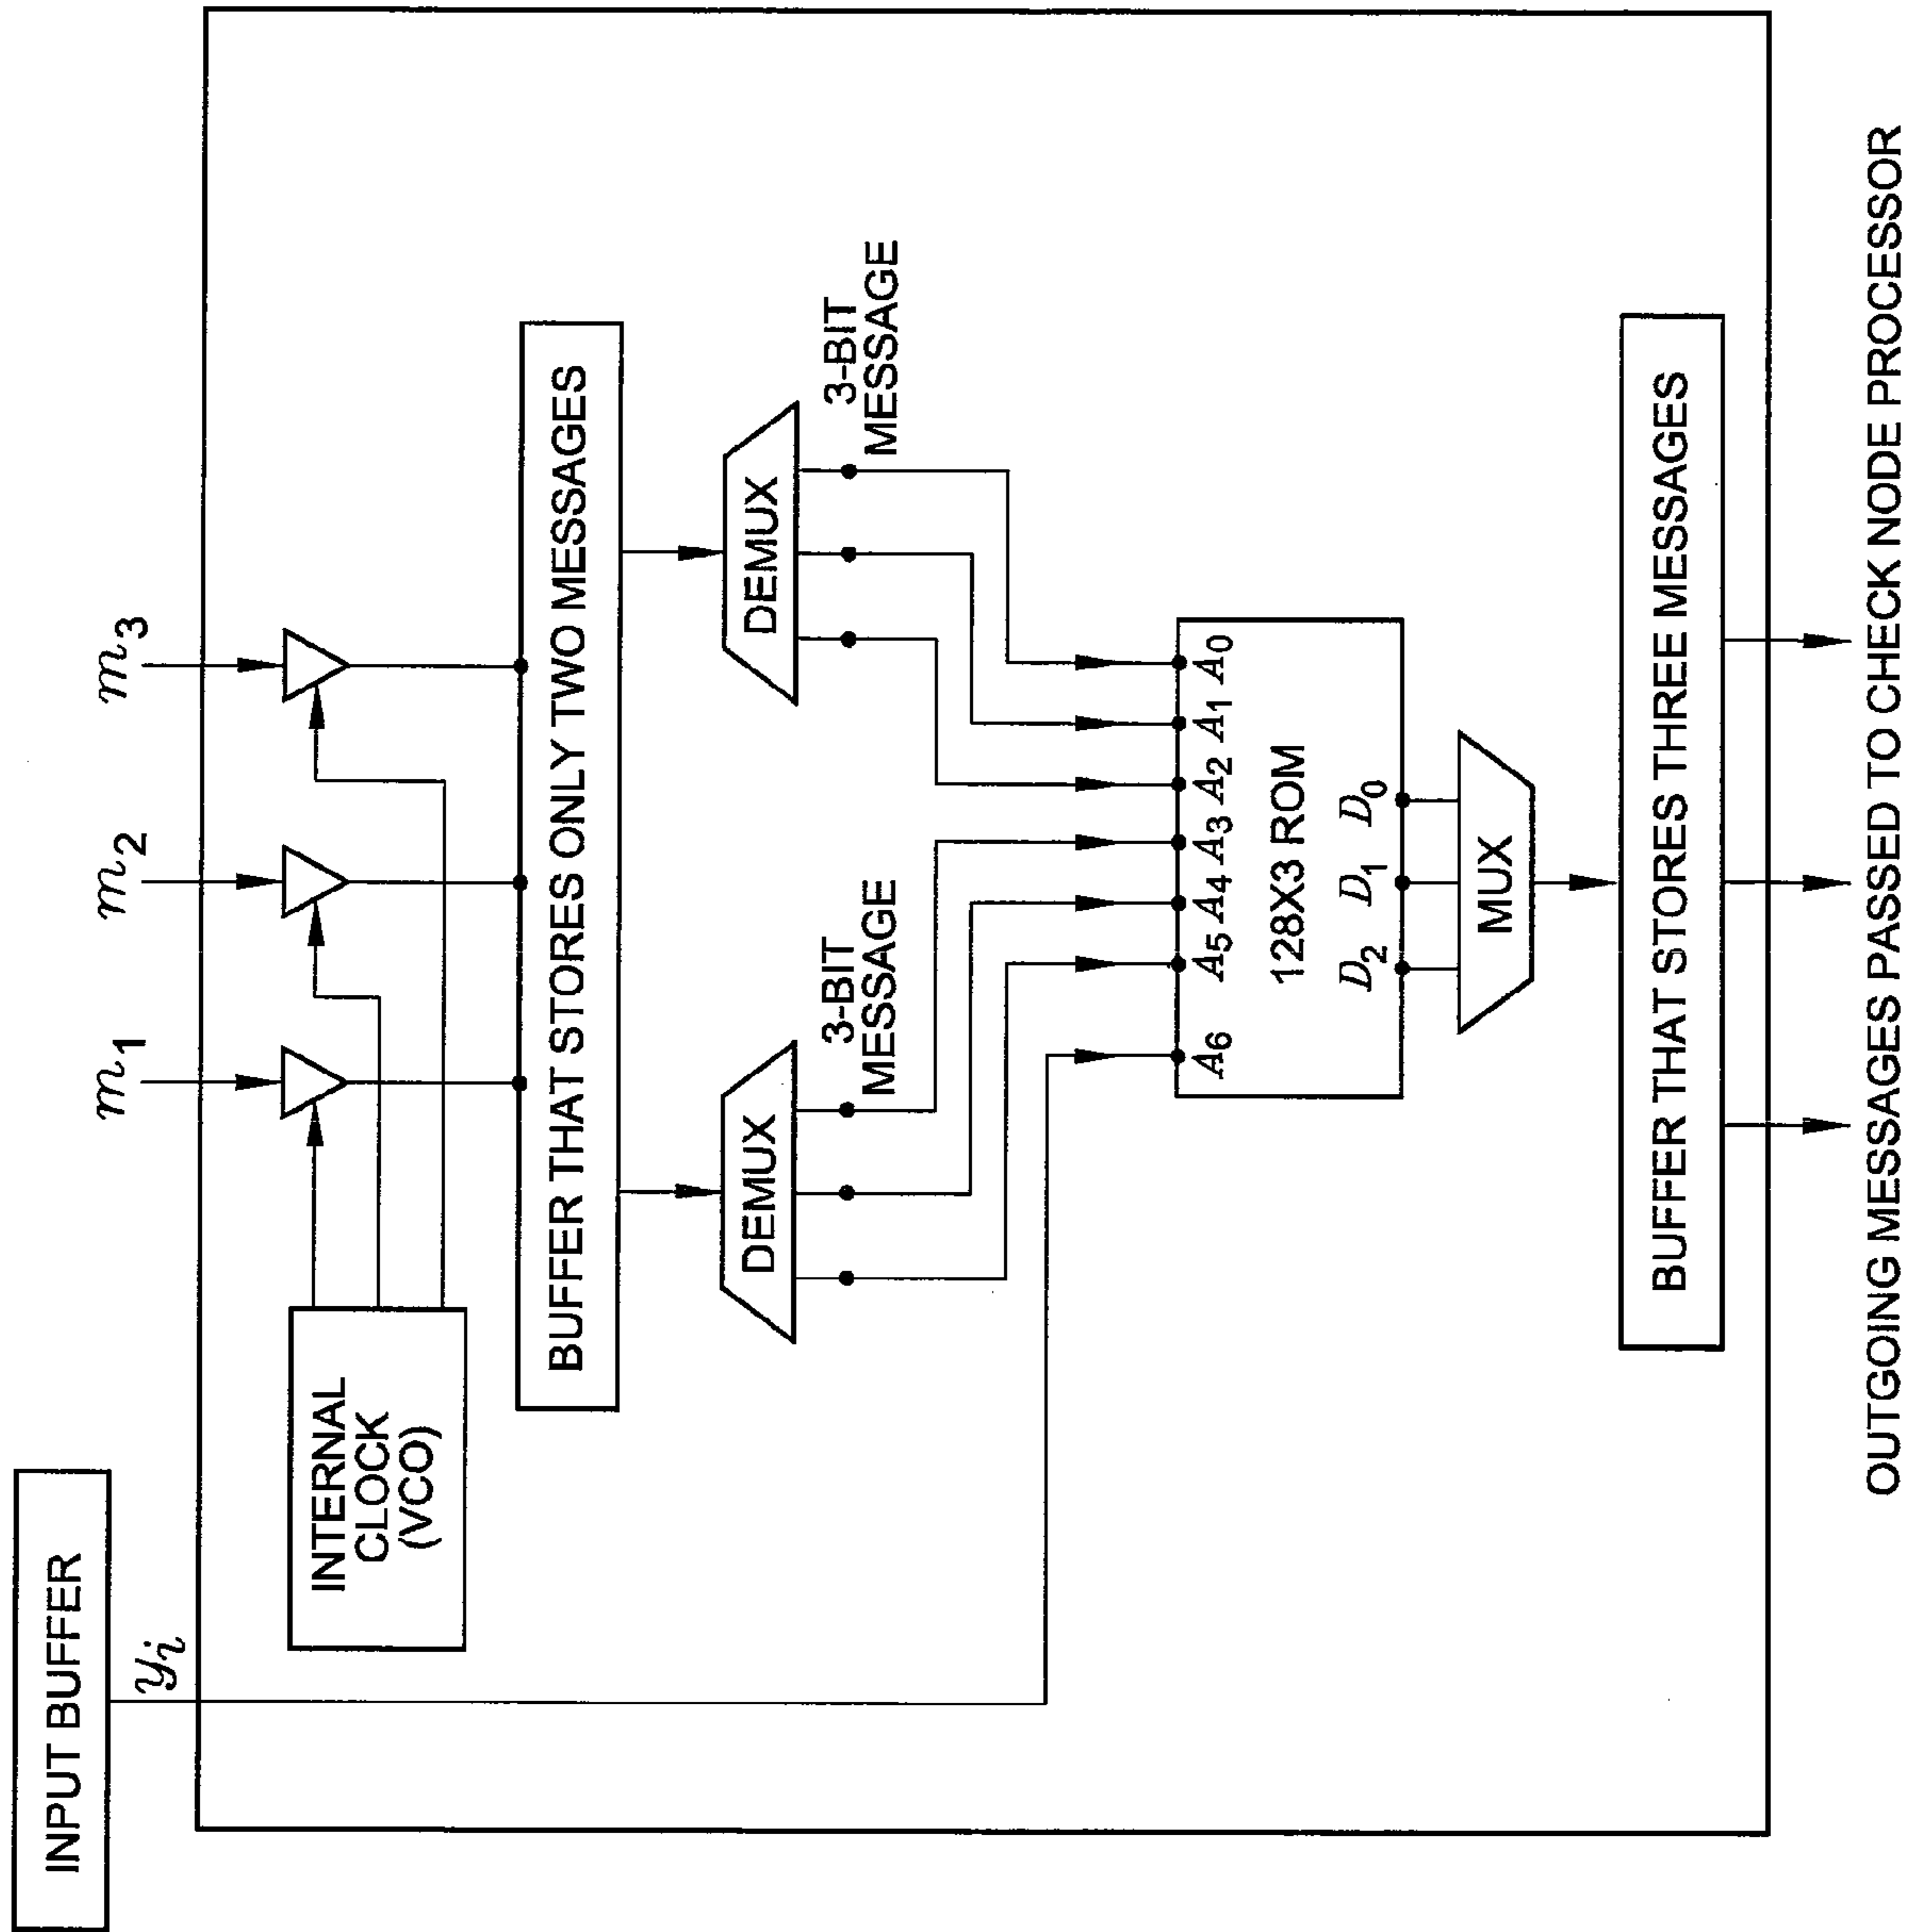 INPUT BUFFER
y_i
m_1
m_2
m_3
INTERNAL
CLOCK
(VCO)
BUFFER THAT STORES ONLY TWO MESSAGES
DEMUX
DEMUX
3-BIT
MESSAGE
3-BIT
MESSAGE
A_6
A_5
A_4
A_3
A_2
A_1
A_0
128X3 ROM
D_2
D_1
D_0
MUX
BUFFER THAT STORES THREE MESSAGES
OUTGOING MESSAGES PASSED TO CHECK NODE PROCESSOR